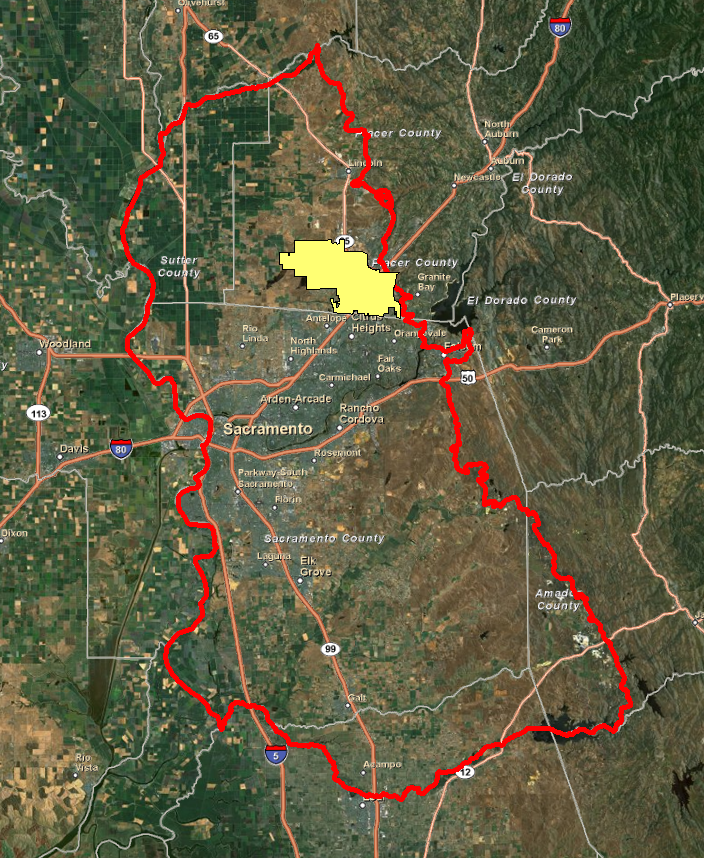 Olivehurst
65
80
Placer County
North
Auburn
Auburn
Lincoln
Newcastle
El Dorado
County
Sutter
County
Placer County
Granite
Bay
El Dorado County
Rio
Linda
Antelope
Citrus
Heights
Orangevale
North
Highlands
Folsom
Cameron
Park
Woodland
Fair
Oaks
Carmichael
50
113
Arden-Arcade
Rancho
Cordova
Sacramento
80
Davis
Rosemont
Parkway-South
Sacramento
Florin
Dixon
Sacramento County
Laguna
Elk
Grove
Amador
County
99
Galt
5
Rio
Vista
Acampo
12